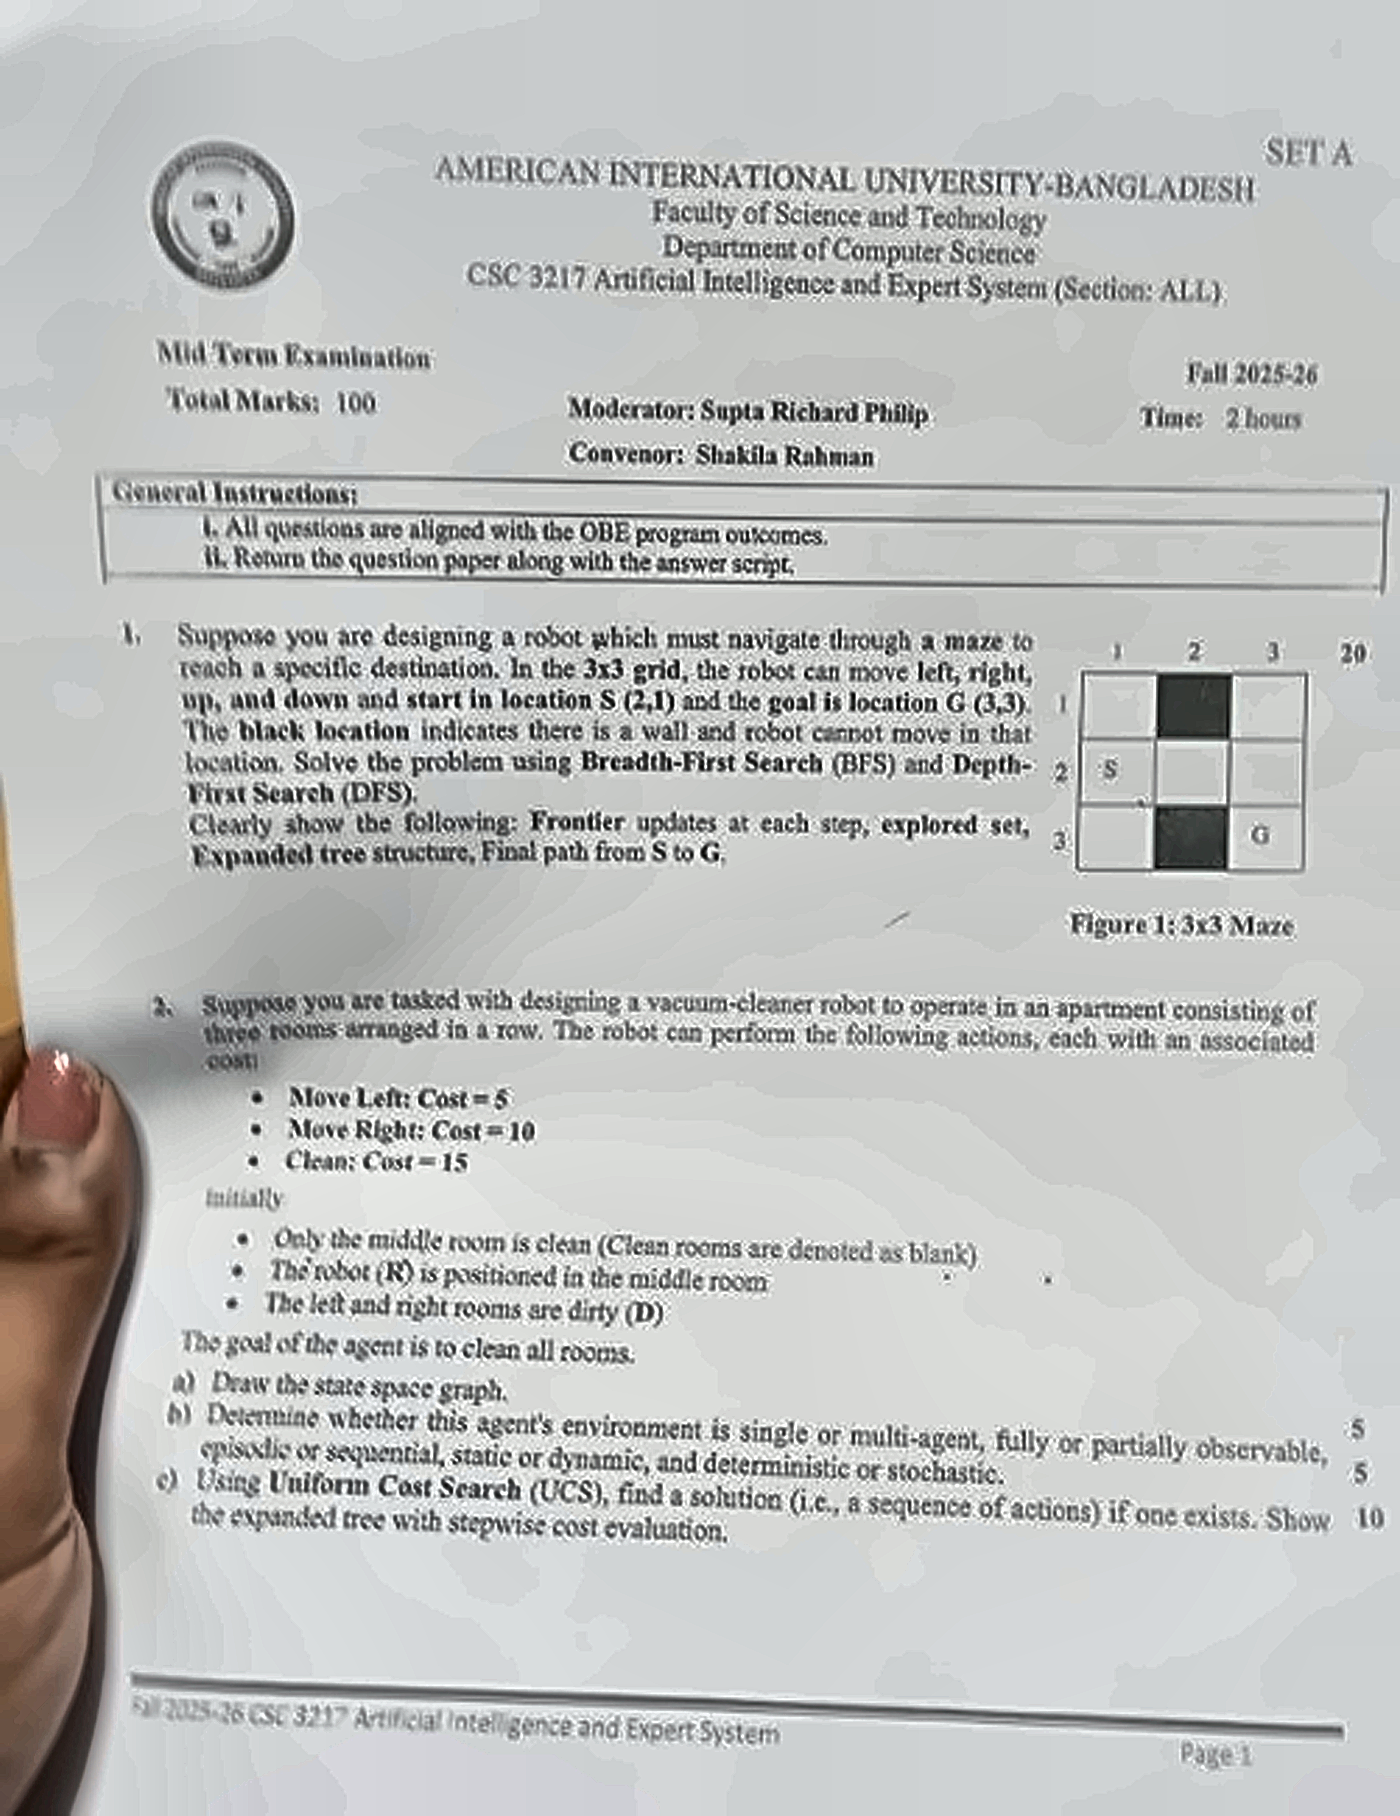 SET A
AMERICAN INTERNATIONAL UNIVERSITY-BANGLADESH
Faculty of Science and Technology
Department of Computer Science
CSC 3217 Artificial Intelligence and Expert System (Section: ALL)
Mid Term Examination
Fall 2025-26
Total Marks: 100
Moderator: Supta Richard Philip
Time: 2 hours
Convenor: Shakila Rahman
General Instructions:
i. All questions are aligned with the OBE program outcomes.
ii. Return the question paper along with the answer script.
1. Suppose you are designing a robot which must navigate through a maze to
reach a specific destination. In the 3x3 grid, the robot can move left, right,
up, and down and start in location S (2,1) and the goal is location G (3,3).
The black location indicates there is a wall and robot cannot move in that
location. Solve the problem using Breadth-First Search (BFS) and Depth-
First Search (DFS).
Clearly show the following: Frontier updates at each step, explored set,
Expanded tree structure, Final path from S to G.
20
1 2 3
1
2 S
3 G
Figure 1: 3x3 Maze
2. Suppose you are tasked with designing a vacuum-cleaner robot to operate in an apartment consisting of
three rooms arranged in a row. The robot can perform the following actions, each with an associated
cost:
• Move Left: Cost = 5
• Move Right: Cost = 10
• Clean: Cost = 15
Initially
• Only the middle room is clean (Clean rooms are denoted as blank)
• The robot (R) is positioned in the middle room
• The left and right rooms are dirty (D)
The goal of the agent is to clean all rooms.
a) Draw the state space graph.
5
b) Determine whether this agent's environment is single or multi-agent, fully or partially observable,
episodic or sequential, static or dynamic, and deterministic or stochastic.
5
c) Using Uniform Cost Search (UCS), find a solution (i.e., a sequence of actions) if one exists. Show
10
the expanded tree with stepwise cost evaluation.
Fall 2025-26 CSC 3217 Artificial Intelligence and Expert System
Page 1